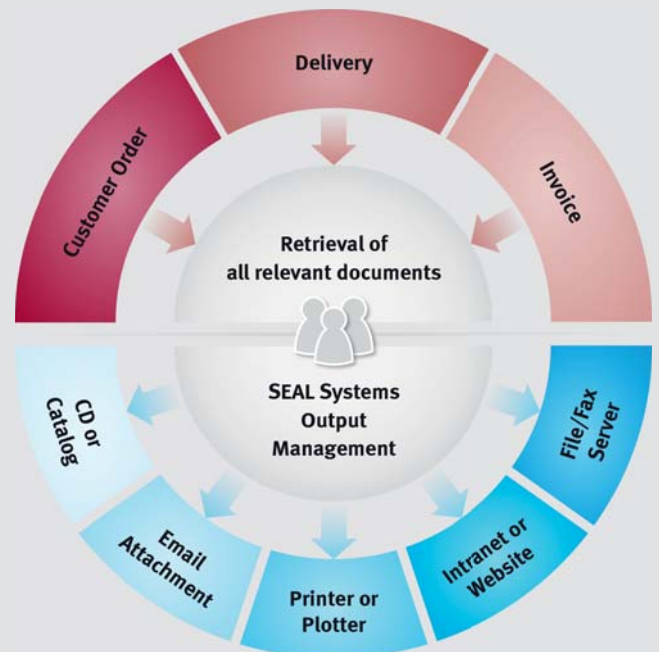 Delivery
Customer Order
Invoice
Retrieval of
all relevant documents
SEAL Systems
Output
Management
CD or
Catalog
Email
Attachment
Printer or
Plotter
Intranet or
Website
File/Fax
Server